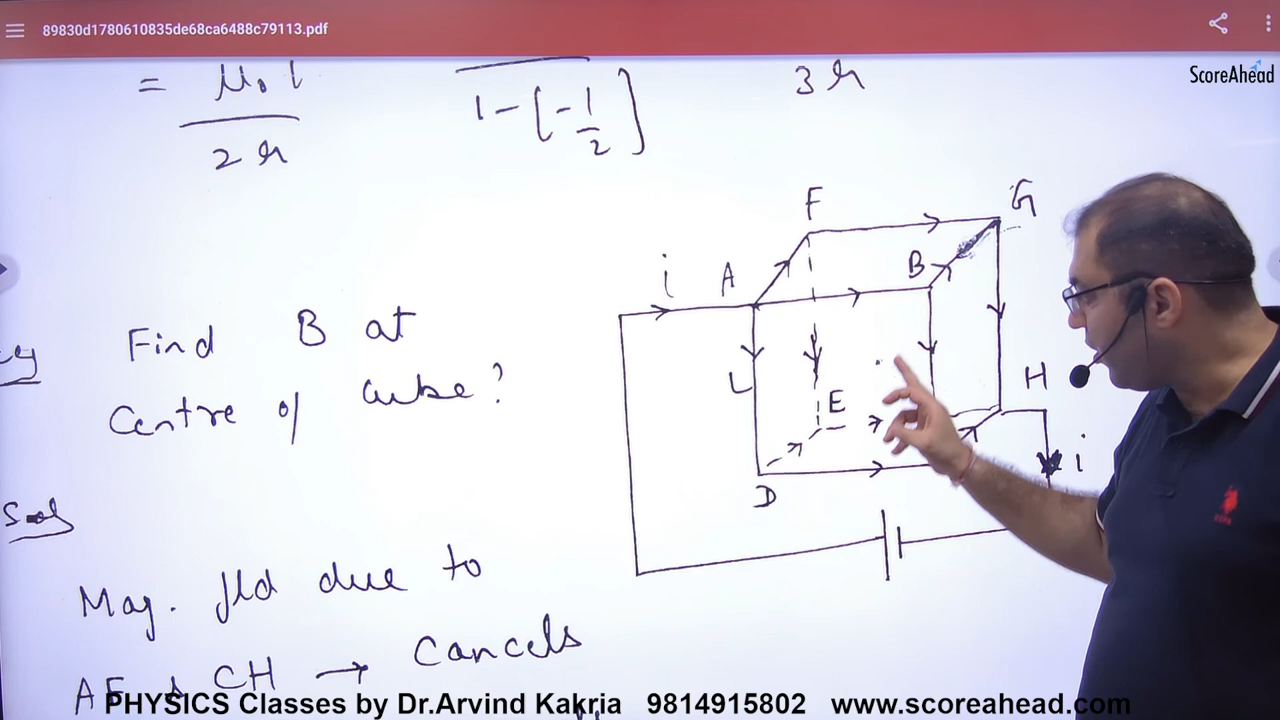 89830d1780610835de68ca6488c79113.pdf
ScoreAhead
= μ₀ i
2 r
1 - [-1/2]
3 r
F
G
i
A
B
Find B at
Centre of Cube?
L
E
H
i
D
Sol
Mag. fld due to
AF & CH → Cancels
PHYSICS Classes by Dr.Arvind Kakria 9814915802 www.scoreahead.com